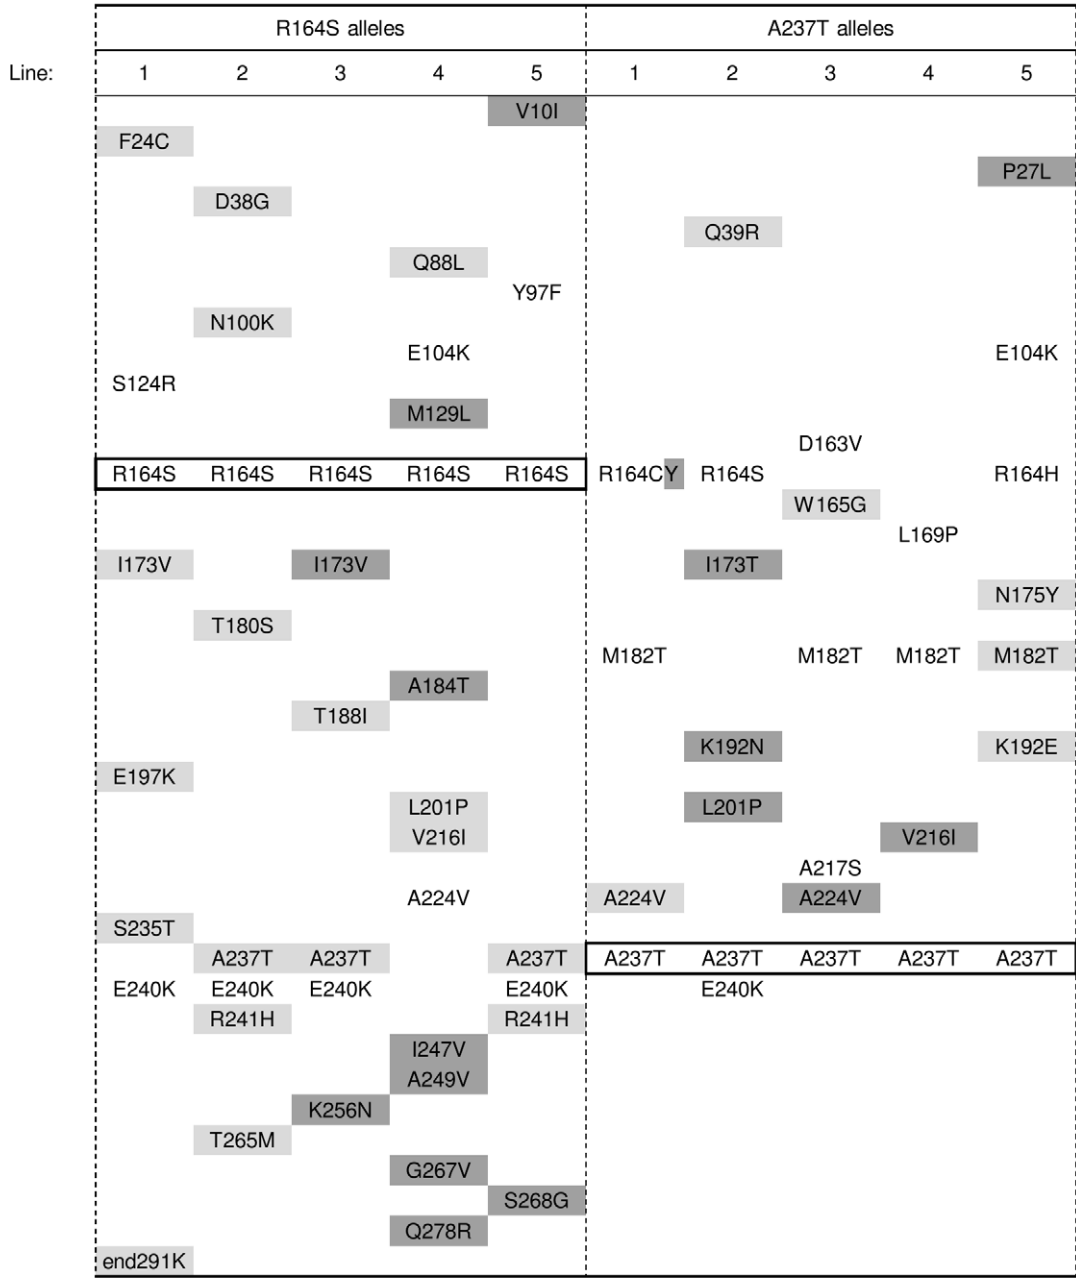 R164S alleles A237T alleles
Line: 1 2 3 4 5 1 2 3 4 5
V10I
F24C
P27L
D38G
Q39R
Q88L
Y97F
N100K
E104K E104K
S124R
M129L
D163V
R164S R164S R164S R164S R164S R164CY R164S R164H
W165G
L169P
I173V I173V I173T
N175Y
T180S
M182T M182T M182T M182T
A184T
T188I
K192N K192E
E197K
L201P L201P
V216I V216I
A217S
A224V A224V A224V
S235T
A237T A237T A237T A237T A237T A237T A237T A237T
E240K E240K E240K E240K E240K
R241H R241H
I247V
A249V
K256N
T265M
G267V
S268G
Q278R
end291K